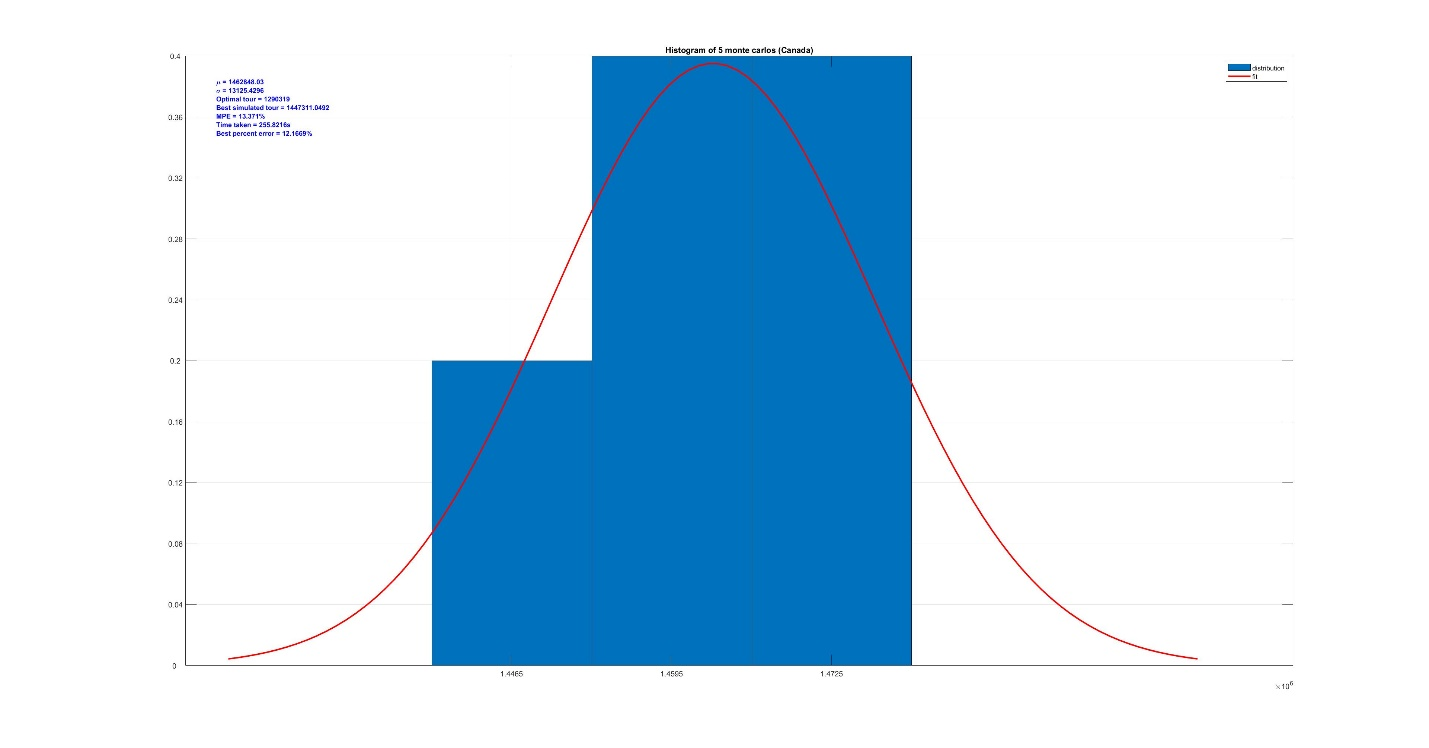 Histogram of 5 monte carlos (Canada)
μ = 1462848.03
σ = 13125.4296
Optimal tour = 1290319
Best simulated tour = 1447311.0492
MPE = 13.371%
Time taken = 255.8216s
Best percent error = 12.1669%
distribution
fit
0.4
0.36
0.32
0.28
0.24
0.2
0.16
0.12
0.08
0.04
0
1.4465 1.4595 1.4725
×10⁶